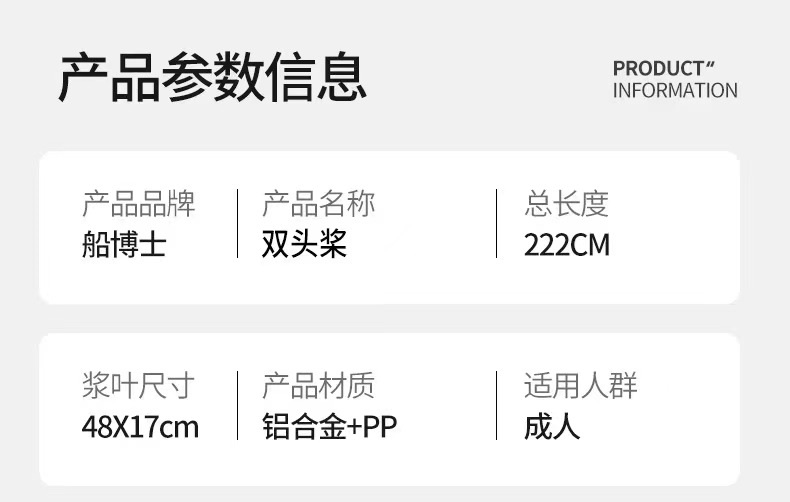 产品参数信息
PRODUCT"
INFORMATION
产品品牌
船博士
产品名称
双头桨
总长度
222CM
浆叶尺寸
48X17cm
产品材质
铝合金+PP
适用人群
成人